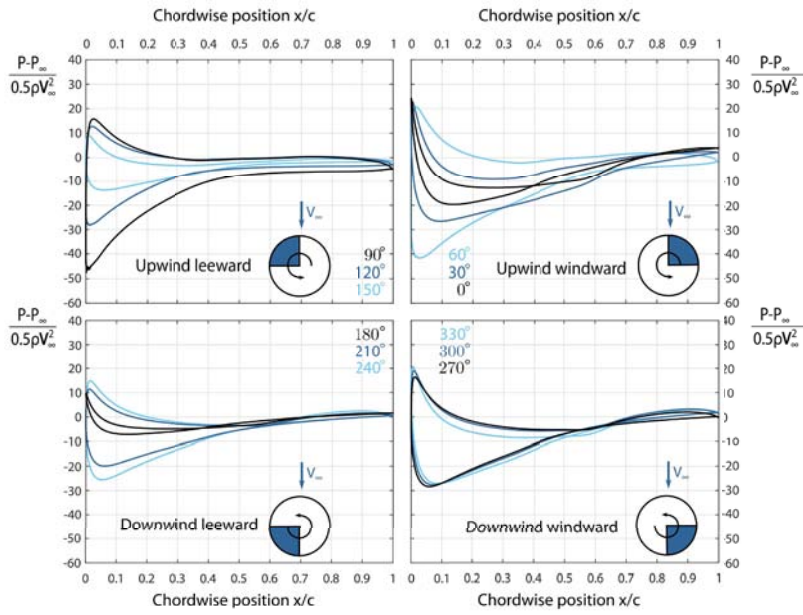 Chordwise position x/c
Chordwise position x/c
0 0.1 0.2 0.3 0.4 0.5 0.6 0.7 0.8 0.9 1
0 0.1 0.2 0.3 0.4 0.5 0.6 0.7 0.8 0.9 1
P-P∞
0.5ρV∞²
40
30
20
10
0
-10
-20
-30
-40
-50
-60
V∞
Upwind leeward
90°
120°
150°
40
30
20
10
0
-10
-20
-30
-40
-50
-60
P-P∞
0.5ρV∞²
V∞
60°
30°
0°
Upwind windward
P-P∞
0.5ρV∞²
40
30
20
10
0
-10
-20
-30
-40
-50
-60
180°
210°
240°
V∞
Downwind leeward
330°
300°
270°
V∞
Downwind windward
40
30
20
10
0
-10
-20
-30
-40
-50
-60
P-P∞
0.5ρV∞²
0 0.1 0.2 0.3 0.4 0.5 0.6 0.7 0.8 0.9 1
0 0.1 0.2 0.3 0.4 0.5 0.6 0.7 0.8 0.9 1
Chordwise position x/c
Chordwise position x/c